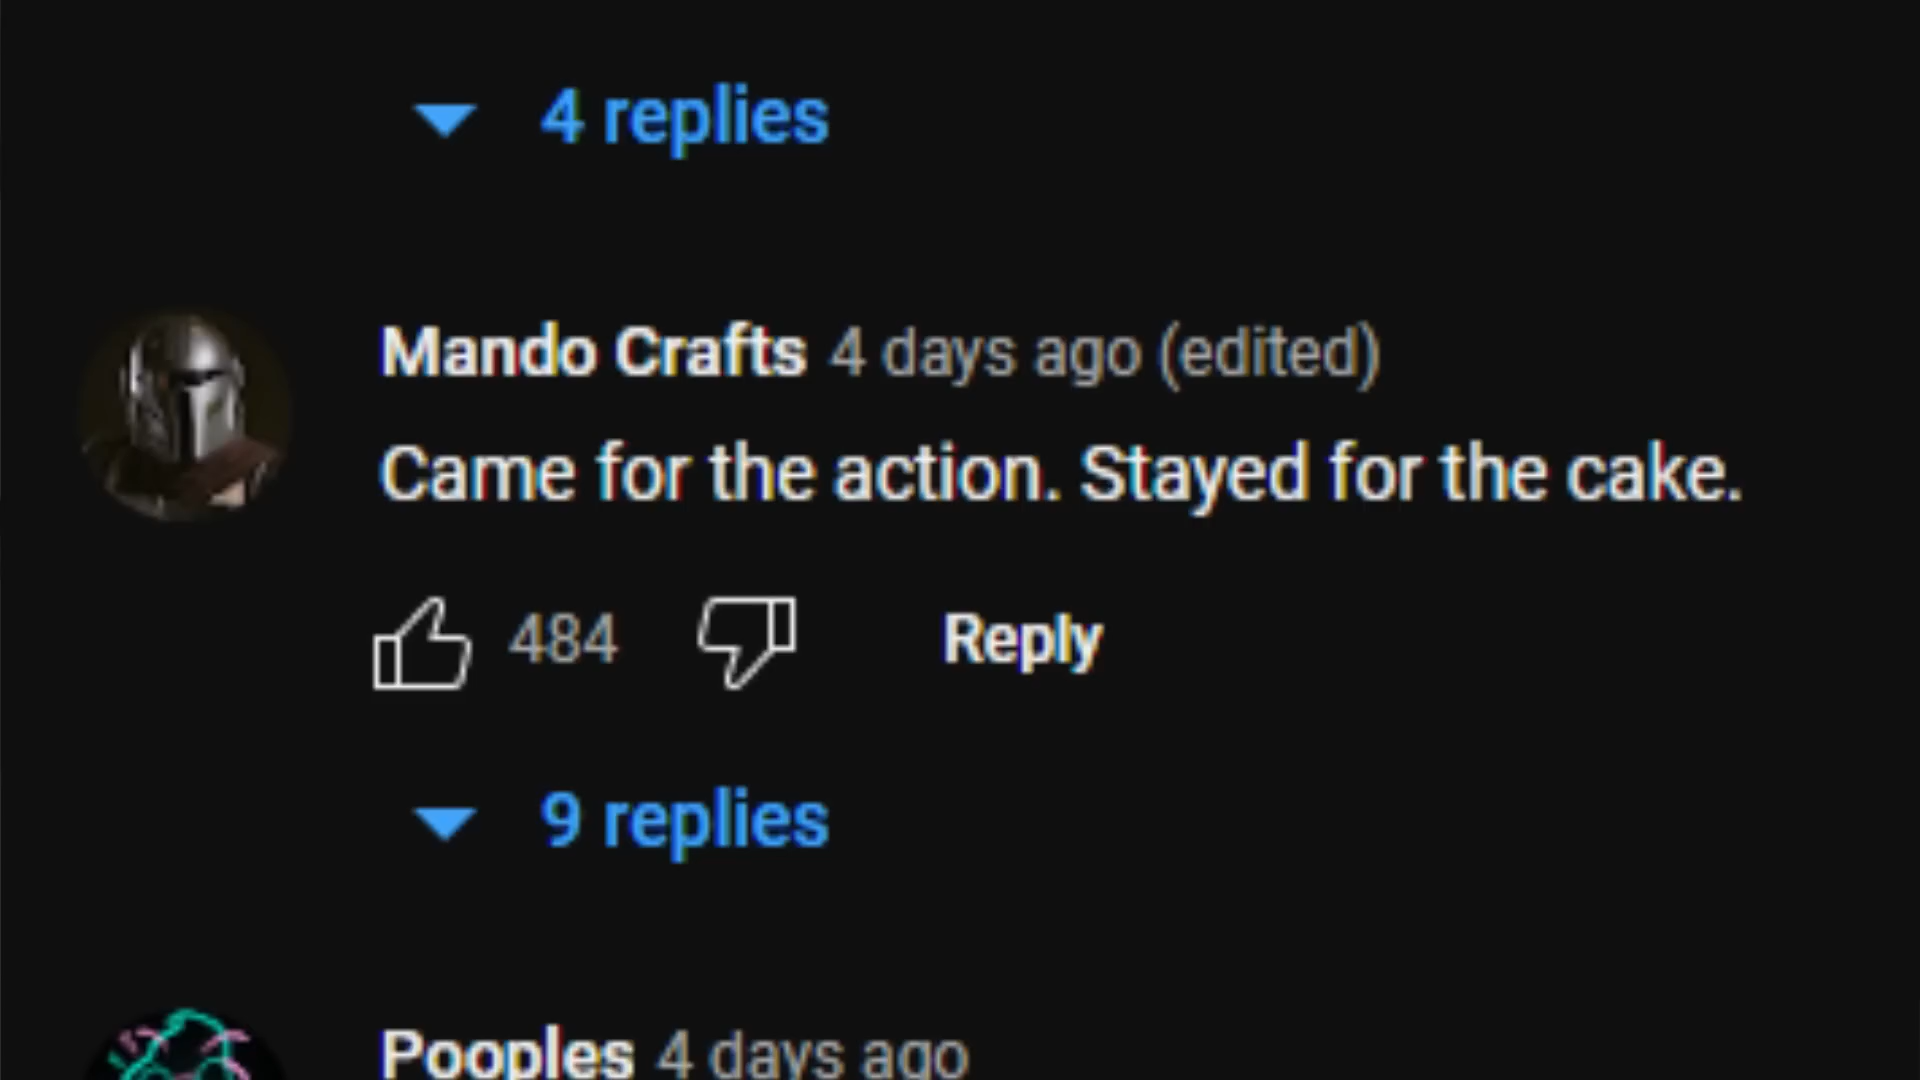 4 replies
Mando Crafts 4 days ago (edited)
Came for the action. Stayed for the cake.
484 Reply
9 replies
Pooples 4 days ago